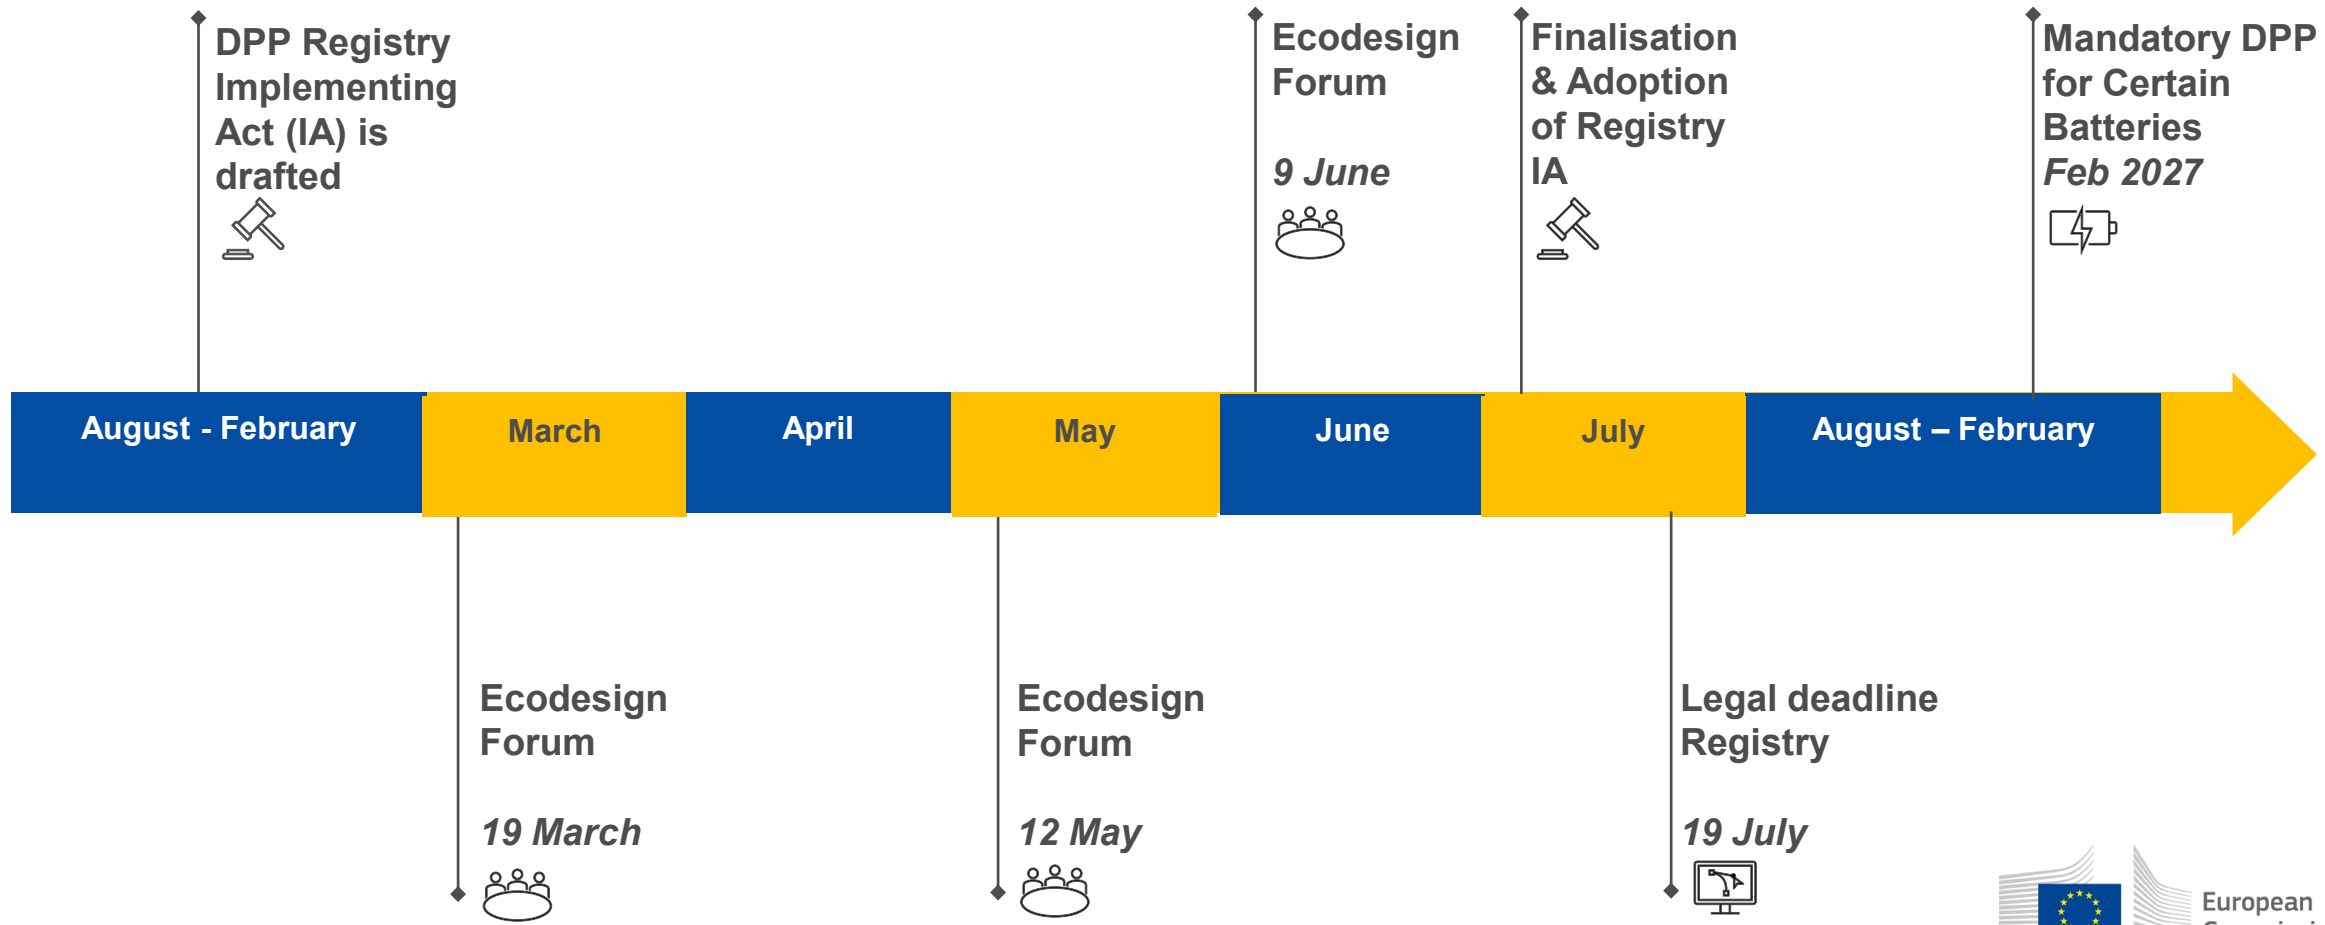 DPP Registry
Implementing
Act (IA) is
drafted
Ecodesign
Forum
9 June
Finalisation
& Adoption
of Registry
IA
Mandatory DPP
for Certain
Batteries
Feb 2027
August - February
March
April
May
June
July
August – February
Ecodesign
Forum
19 March
Ecodesign
Forum
12 May
Legal deadline
Registry
19 July
European